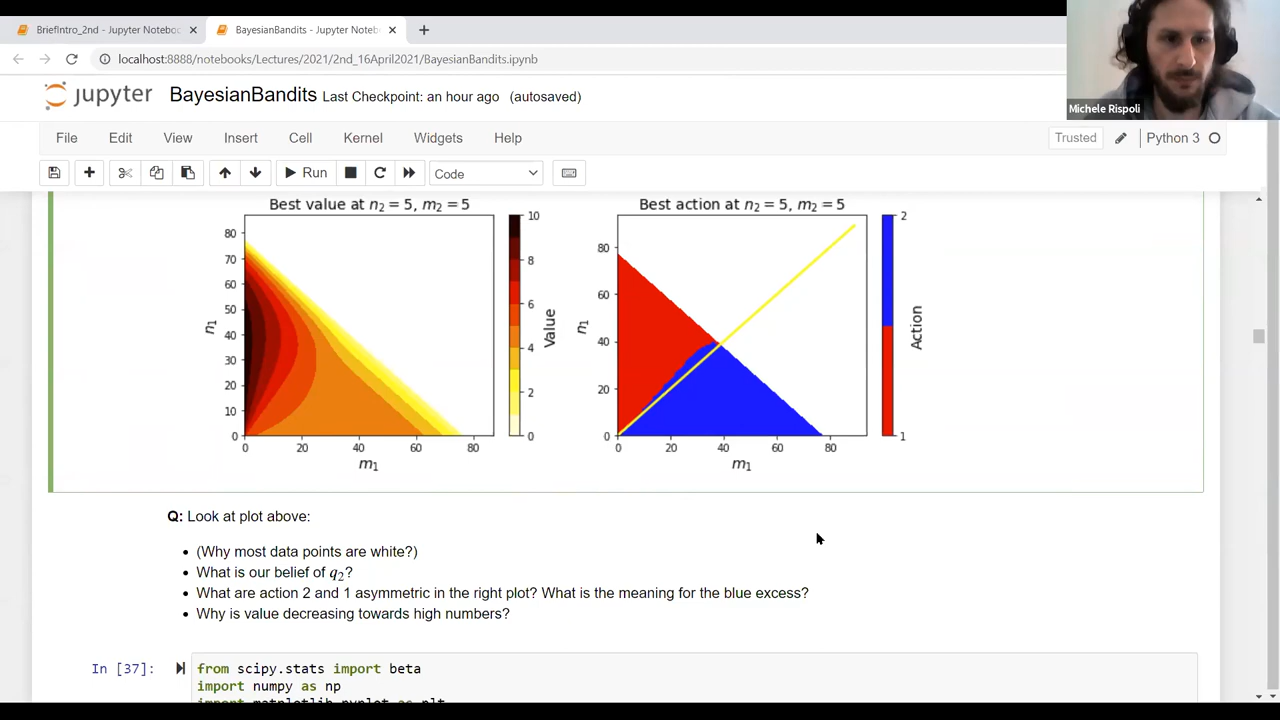 BriefIntro_2nd - Jupyter Noteboo
BayesianBandits - Jupyter Noteb
localhost:8888/notebooks/Lectures/2021/2nd_16April2021/BayesianBandits.ipynb
Michele Rispoli
jupyter BayesianBandits Last Checkpoint: an hour ago (autosaved)
File Edit View Insert Cell Kernel Widgets Help
Trusted Python 3
Run Code
Best value at n₂ = 5, m₂ = 5
80
70
60
50
40
30
20
10
0
n₁
0 20 40 60 80
m₁
10
8
6
4
2
0
Value
Best action at n₂ = 5, m₂ = 5
80
60
40
20
0
n₁
0 20 40 60 80
m₁
2
1
Action
Q: Look at plot above:
• (Why most data points are white?)
• What is our belief of q₂?
• What are action 2 and 1 asymmetric in the right plot? What is the meaning for the blue excess?
• Why is value decreasing towards high numbers?
In [37]:
from scipy.stats import beta
import numpy as np
import matplotlib.pyplot as plt